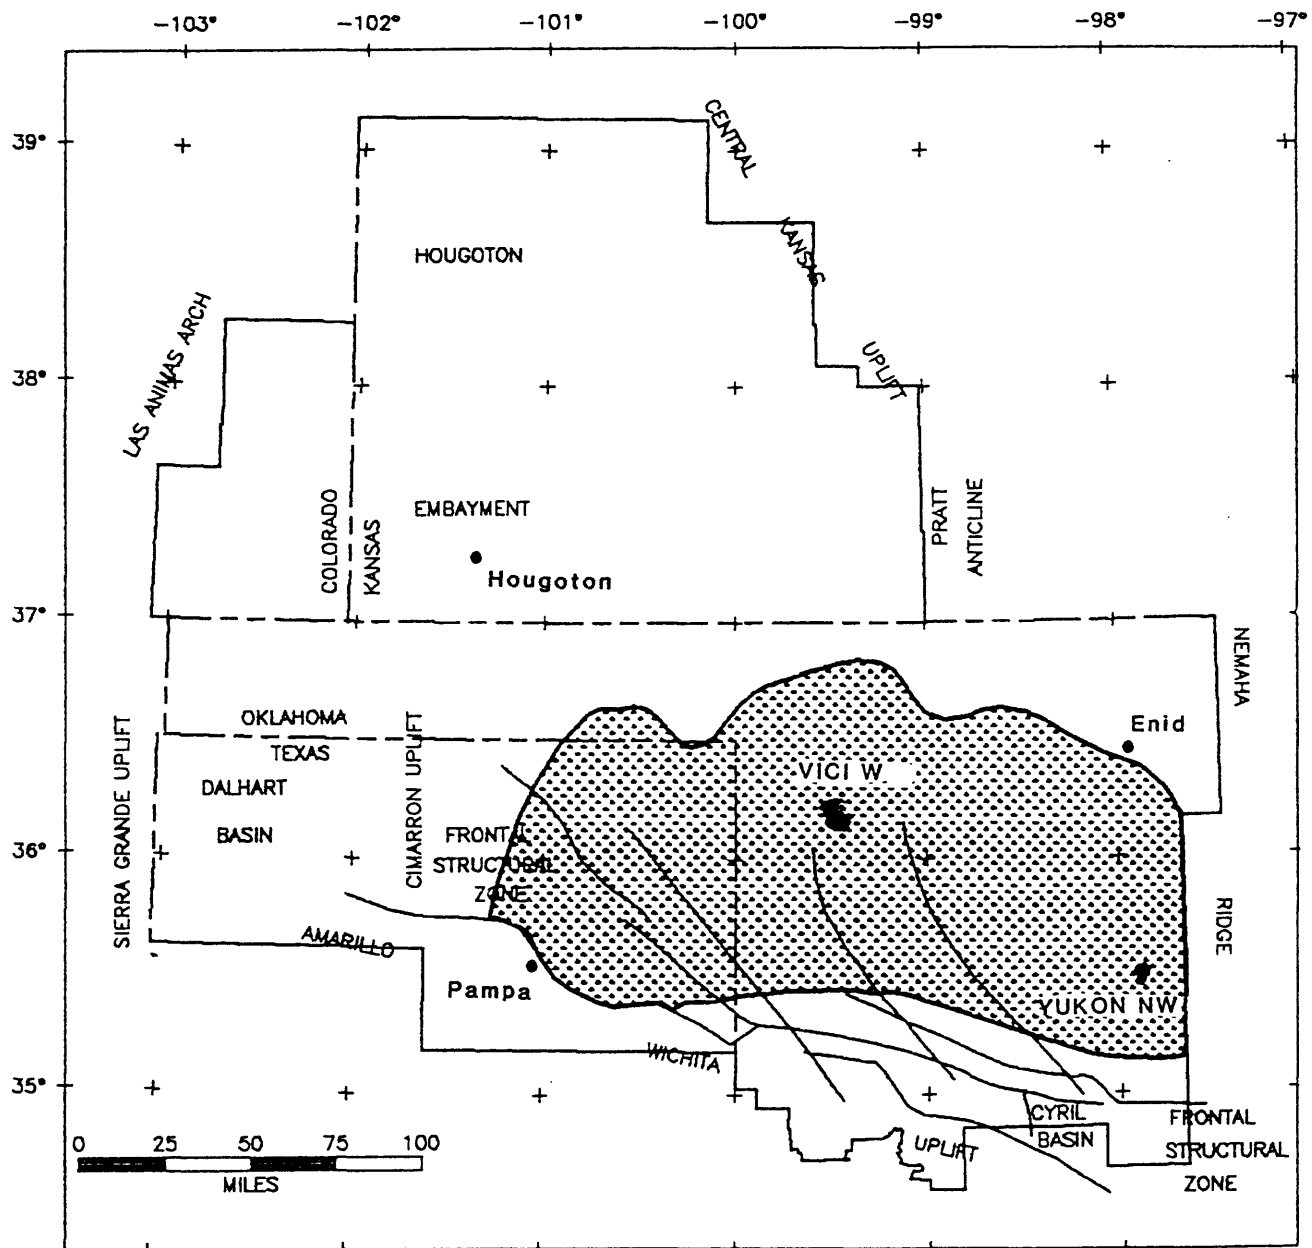 -103° -102° -101° -100° -99° -98° -97°
39°
CENTRAL
HOUGOTON
KANSAS
LAS ANIMAS ARCH
38°
UPLIFT
COLORADO
KANSAS
EMBAYMENT
PRATT
ANTICLINE
Hougoton
37°
NEMAHA
OKLAHOMA
TEXAS
Enid
SIERRA GRANDE UPLIFT
CIMARRON UPLIFT
DALHART
BASIN
VICI W
FRONTAL
STRUCTURAL
ZONE
36°
RIDGE
AMARILLO
Pampa
YUKON NW
WICHITA
35°
CYRIL
BASIN
UPLIFT
FRONTAL
STRUCTURAL
ZONE
0 25 50 75 100
MILES